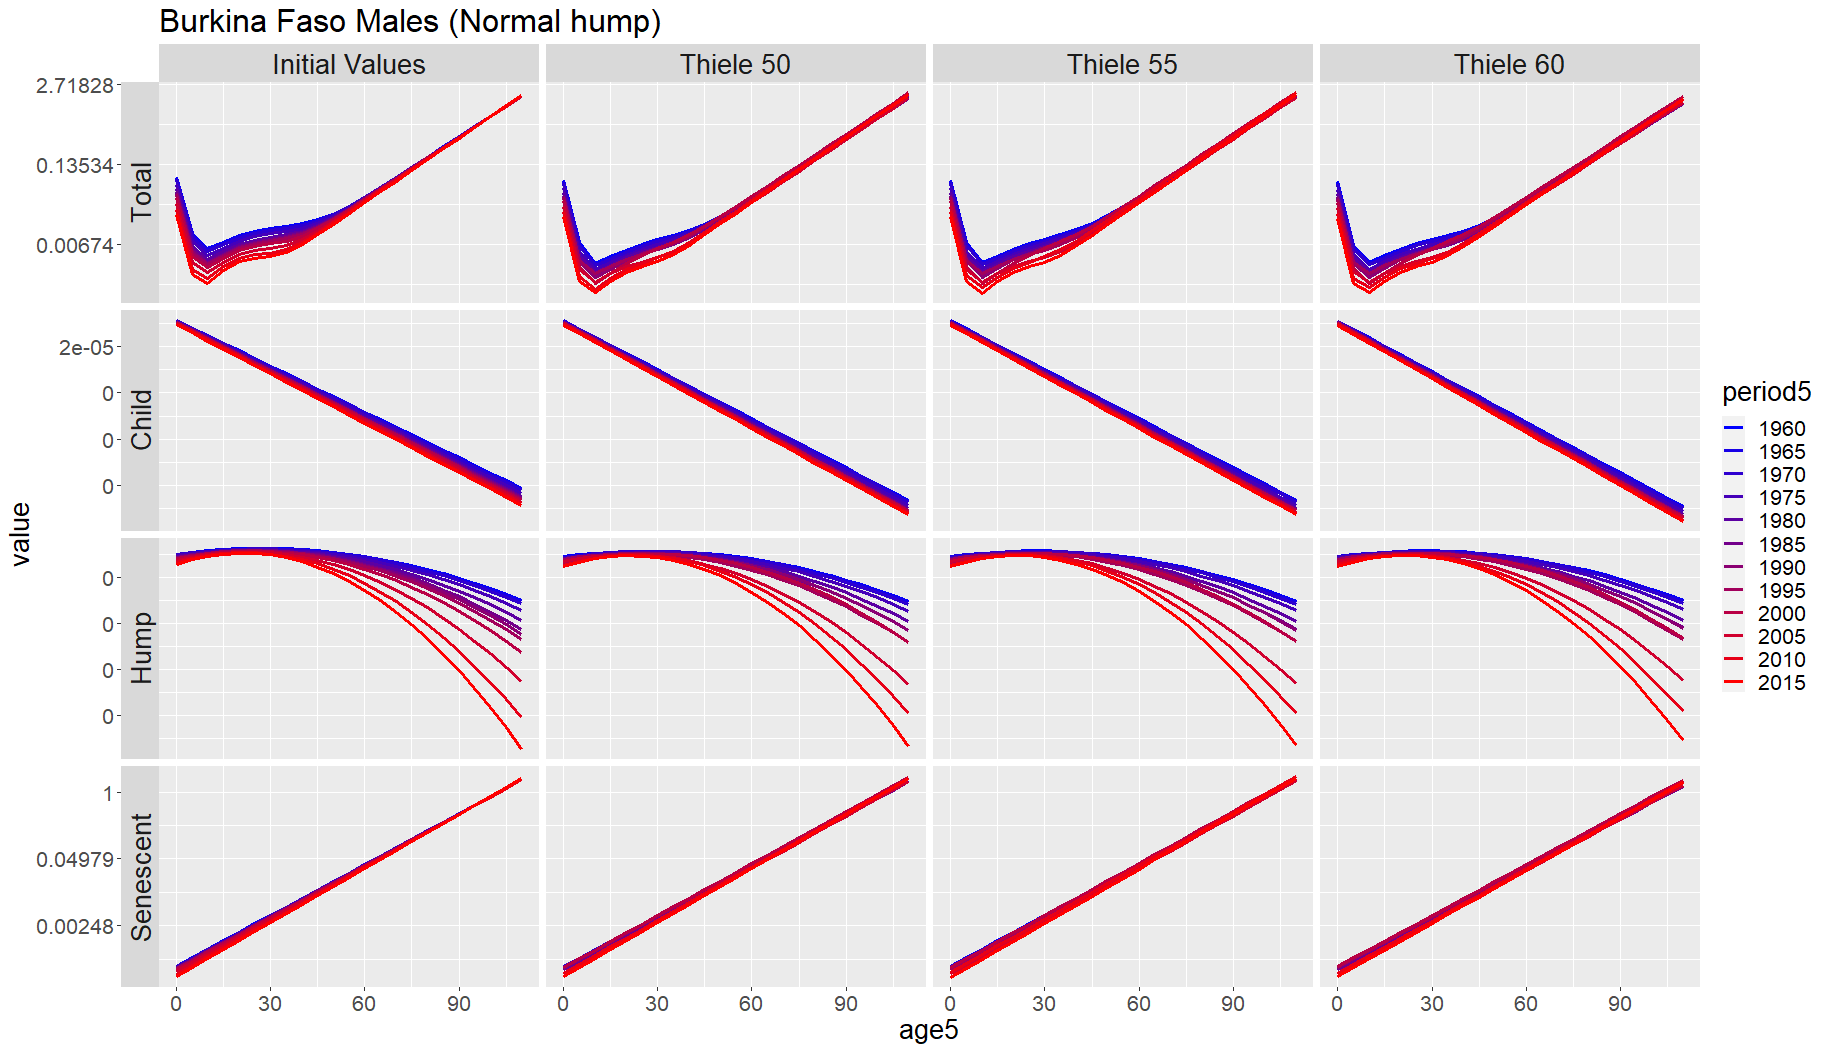 Burkina Faso Males (Normal hump)
Initial Values
Thiele 50
Thiele 55
Thiele 60
value
Total
2.71828
0.13534
0.00674
Child
2e-05
0
0
0
Hump
0
0
0
0
Senescent
1
0.04979
0.00248
0 30 60 90
0 30 60 90
0 30 60 90
0 30 60 90
age5
period5
1960
1965
1970
1975
1980
1985
1990
1995
2000
2005
2010
2015